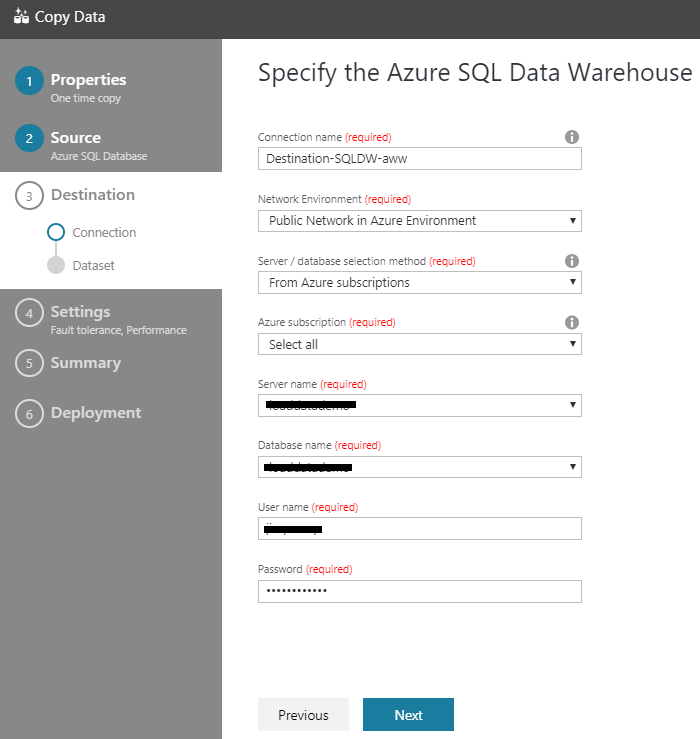 Copy Data
1 Properties
One time copy
2 Source
Azure SQL Database
3 Destination
Connection
Dataset
4 Settings
Fault tolerance, Performance
5 Summary
6 Deployment
Specify the Azure SQL Data Warehouse
Connection name (required)
Destination-SQLDW-aww
Network Environment (required)
Public Network in Azure Environment
Server / database selection method (required)
From Azure subscriptions
Azure subscription (required)
Select all
Server name (required)
Database name (required)
User name (required)
Password (required)
••••••••••••
Previous
Next